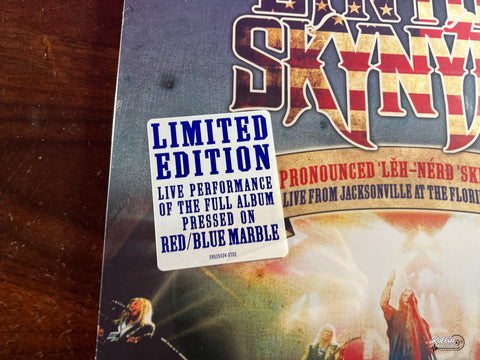 SKYNY
PRONOUNCED 'LĔH-NÉRD 'SK
LIVE FROM JACKSONVILLE AT THE FLORI
LIMITED
EDITION
LIVE PERFORMANCE
OF THE FULL ALBUM
PRESSED ON
RED/BLUE MARBLE